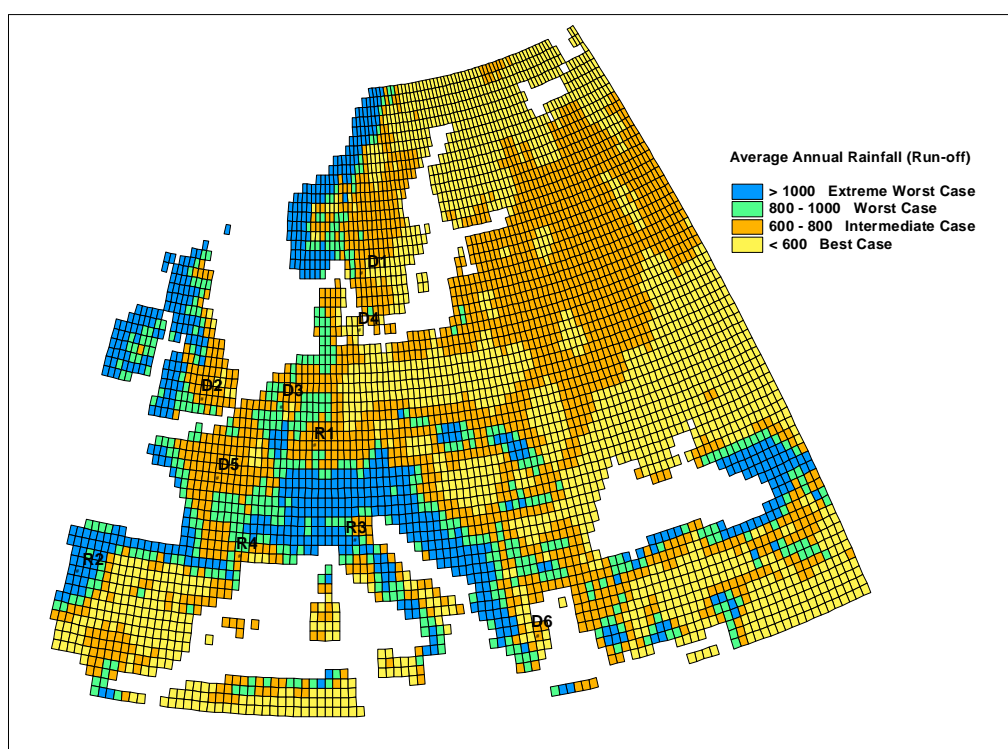 Average Annual Rainfall (Run-off)
> 1000 Extreme Worst Case
800 - 1000 Worst Case
600 - 800 Intermediate Case
< 600 Best Case
D1
D4
D2
D3
R1
D5
R3
R4
R2
D6